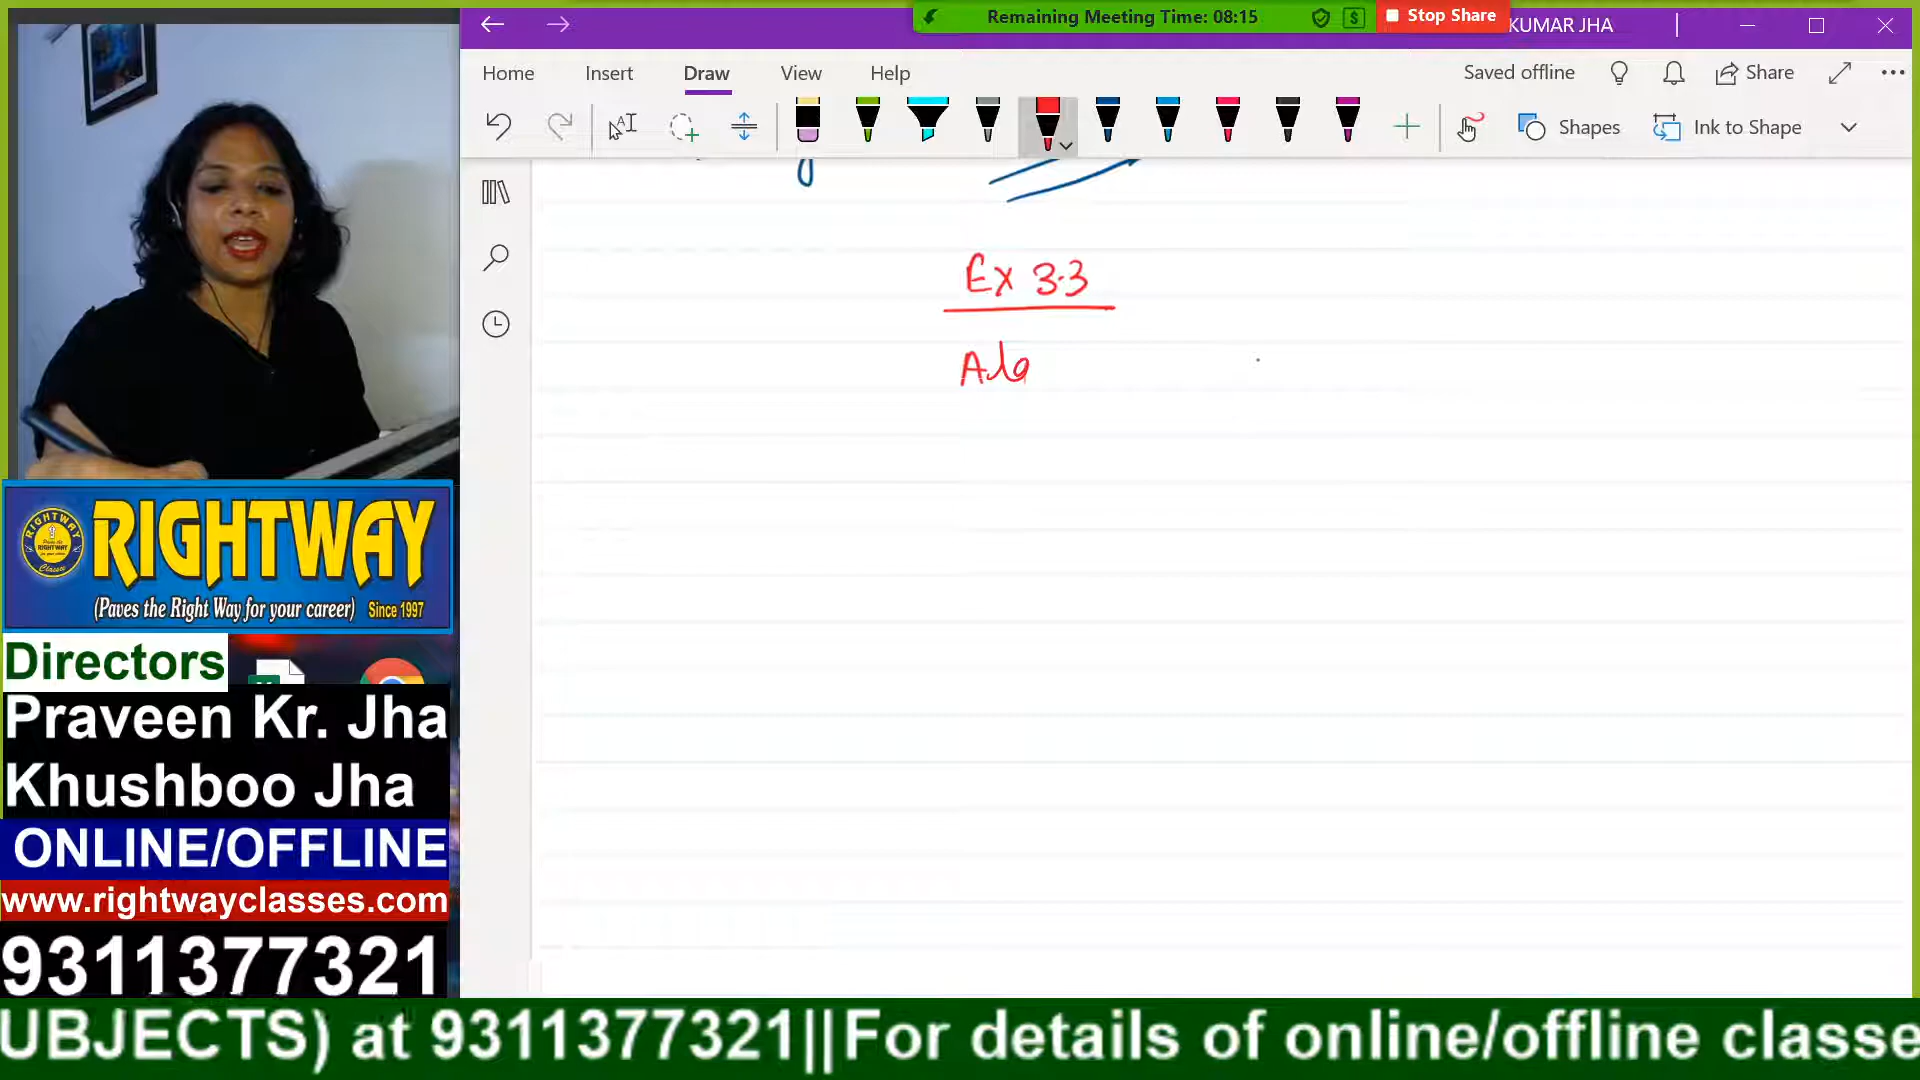 Remaining Meeting Time: 08:15
Stop Share
KUMAR JHA
Home Insert Draw View Help
Saved offline
Share
Shapes
Ink to Shape
Ex 3.3
RIGHTWAY
Classes
RIGHTWAY
(Paves the Right Way for your career) Since 1997
Directors
Praveen Kr. Jha
Khushboo Jha
ONLINE/OFFLINE
www.rightwayclasses.com
9311377321
UBJECTS) at 9311377321||For details of online/offline classe